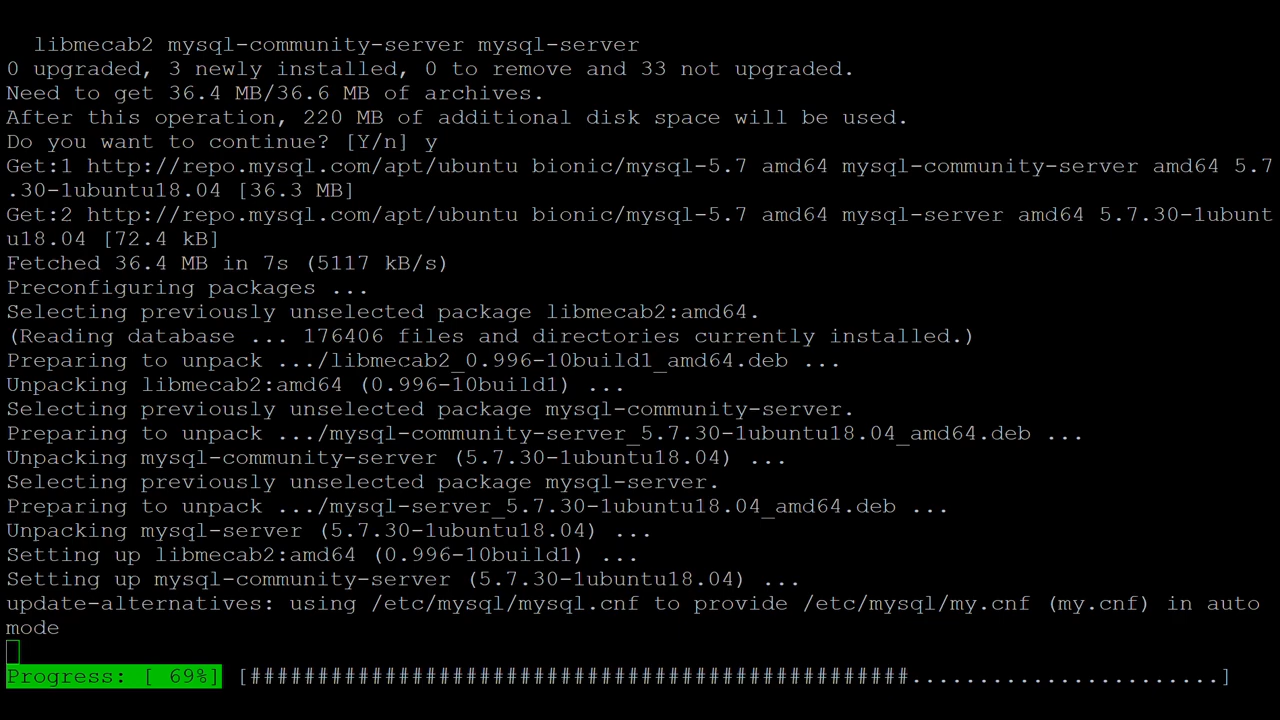 libmecab2 mysql-community-server mysql-server
0 upgraded, 3 newly installed, 0 to remove and 33 not upgraded.
Need to get 36.4 MB/36.6 MB of archives.
After this operation, 220 MB of additional disk space will be used.
Do you want to continue? [Y/n] y
Get:1 http://repo.mysql.com/apt/ubuntu bionic/mysql-5.7 amd64 mysql-community-server amd64 5.7
.30-1ubuntu18.04 [36.3 MB]
Get:2 http://repo.mysql.com/apt/ubuntu bionic/mysql-5.7 amd64 mysql-server amd64 5.7.30-1ubunt
u18.04 [72.4 kB]
Fetched 36.4 MB in 7s (5117 kB/s)
Preconfiguring packages ...
Selecting previously unselected package libmecab2:amd64.
(Reading database ... 176406 files and directories currently installed.)
Preparing to unpack .../libmecab2_0.996-10build1_amd64.deb ...
Unpacking libmecab2:amd64 (0.996-10build1) ...
Selecting previously unselected package mysql-community-server.
Preparing to unpack .../mysql-community-server_5.7.30-1ubuntu18.04_amd64.deb ...
Unpacking mysql-community-server (5.7.30-1ubuntu18.04) ...
Selecting previously unselected package mysql-server.
Preparing to unpack .../mysql-server_5.7.30-1ubuntu18.04_amd64.deb ...
Unpacking mysql-server (5.7.30-1ubuntu18.04) ...
Setting up libmecab2:amd64 (0.996-10build1) ...
Setting up mysql-community-server (5.7.30-1ubuntu18.04) ...
update-alternatives: using /etc/mysql/mysql.cnf to provide /etc/mysql/my.cnf (my.cnf) in auto
mode
Progress: [ 69%] [#################################################.......................]